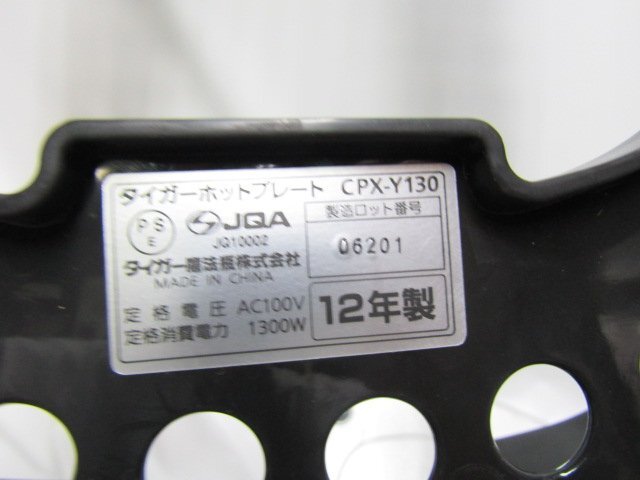 タイガーホットプレート CPX-Y130
PS
E
JQA
JG10002
製造ロット番号
06201
タイガー魔法瓶株式会社
MADE IN CHINA
定格電圧 AC100V
定格消費電力 1300W
12年製